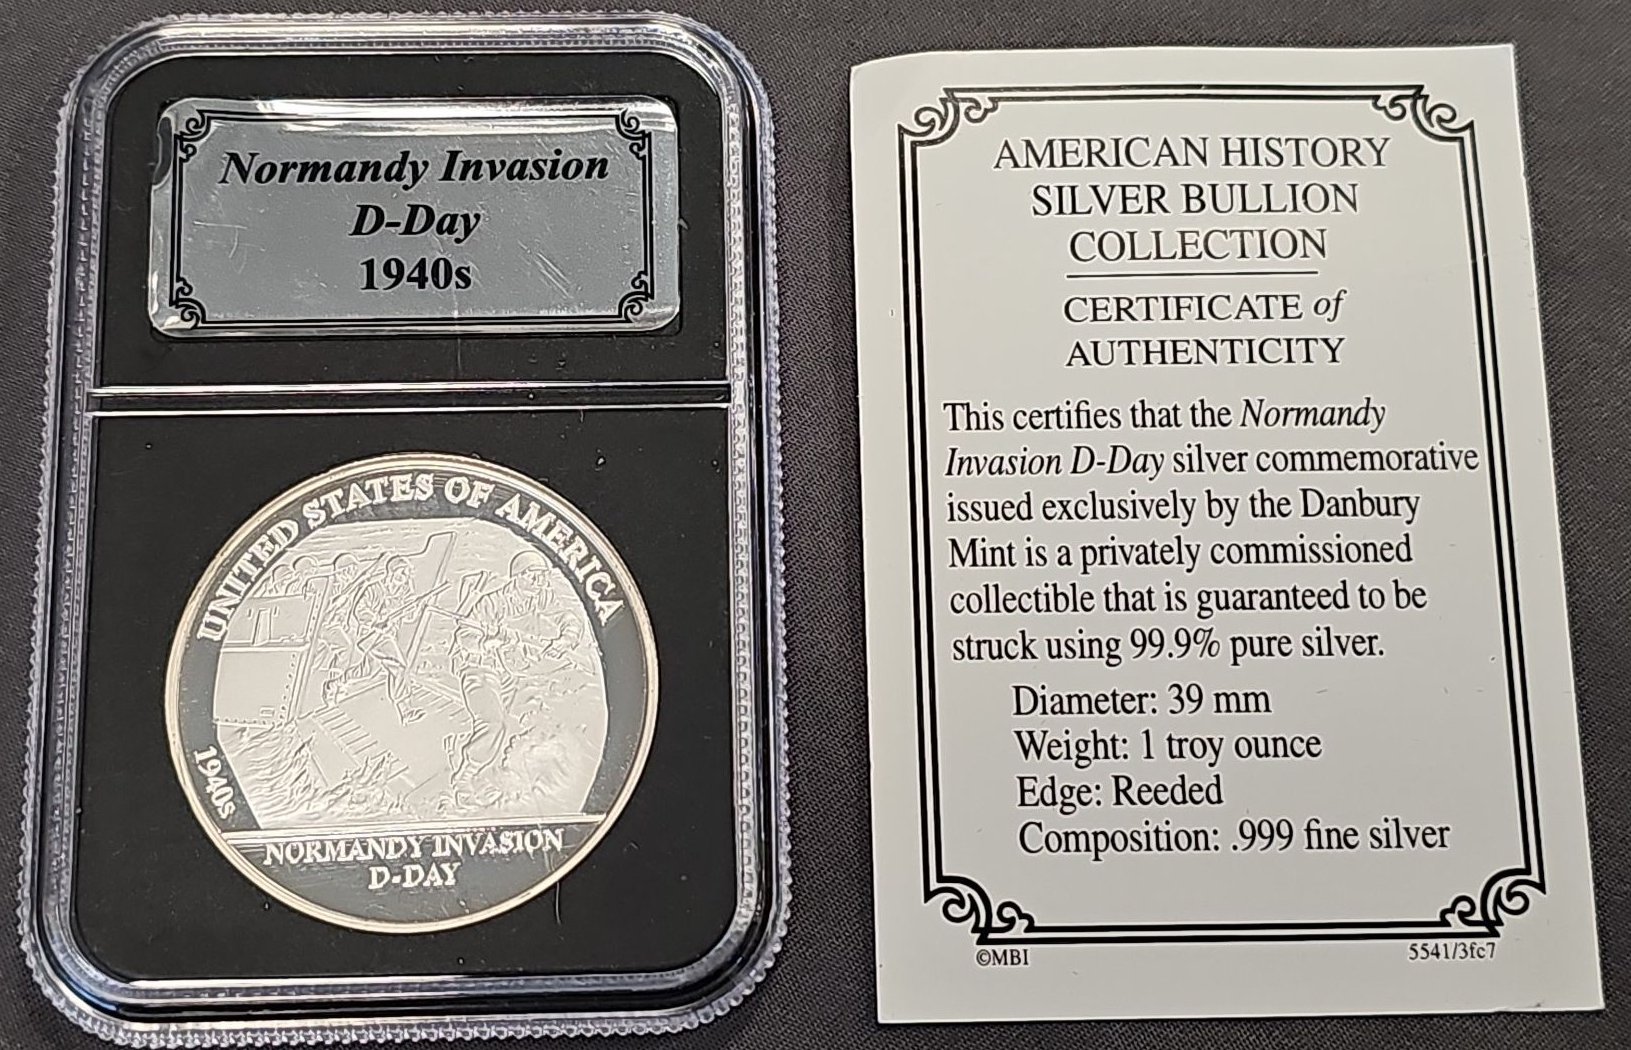 Normandy Invasion
D-Day
1940s
UNITED STATES OF AMERICA
1940s
NORMANDY INVASION
D-DAY
AMERICAN HISTORY
SILVER BULLION
COLLECTION
CERTIFICATE of
AUTHENTICITY
This certifies that the Normandy
Invasion D-Day silver commemorative
issued exclusively by the Danbury
Mint is a privately commissioned
collectible that is guaranteed to be
struck using 99.9% pure silver.
Diameter: 39 mm
Weight: 1 troy ounce
Edge: Reeded
Composition: .999 fine silver
©MBI
5541/3fc7